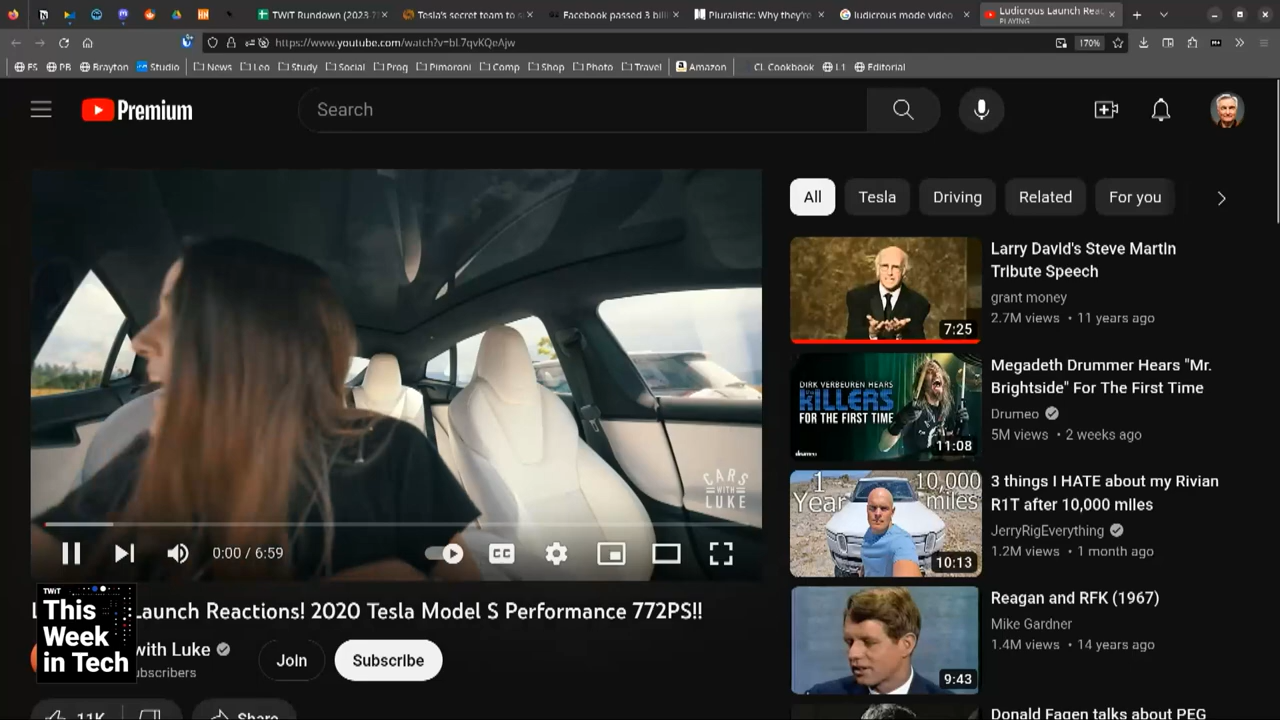 TWiT Rundown (2023-
Tesla's secret team to s
Facebook passed 3 bill
Pluralistic: Why they're
ludicrous mode video
Ludicrous Launch Reac
PLAYING
https://www.youtube.com/watch?v=bL7qvKQeAjw
170%
FS
PB
Brayton
Studio
News
Leo
Study
Social
Prog
Pimoroni
Comp
Shop
Photo
Travel
Amazon
CL Cookbook
L1
Editorial
Premium
Search
All
Tesla
Driving
Related
For you
Larry David's Steve Martin
Tribute Speech
grant money
2.7M views • 11 years ago
7:25
Megadeth Drummer Hears "Mr.
Brightside" For The First Time
Drumeo
5M views • 2 weeks ago
DIRK VERBEUREN HEARS
THE
KILLERS
FOR THE FIRST TIME
drumeo
11:08
3 things I HATE about my Rivian
R1T after 10,000 miles
JerryRigEverything
1.2M views • 1 month ago
1
Year
10,000
miles
10:13
Reagan and RFK (1967)
Mike Gardner
1.4M views • 14 years ago
9:43
Donald Fagen talks about PEG
CARS
WITH
LUKE
0:00 / 6:59
CC
Launch Reactions! 2020 Tesla Model S Performance 772PS!!
with Luke
subscribers
Join
Subscribe
TWiT
This
Week
in Tech
11K
Share